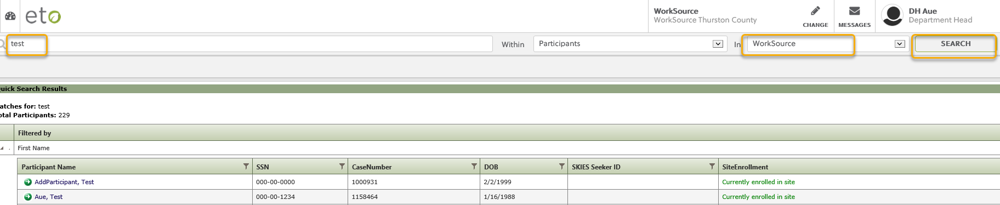 eto
WorkSource
WorkSource Thurston County
CHANGE
MESSAGES
DH Aue
Department Head
test
Within
Participants
In
WorkSource
SEARCH
uick Search Results
atches for: test
otal Participants: 229
Filtered by
First Name
Participant Name SSN CaseNumber DOB SKIES Seeker ID SiteEnrollment
AddParticipant, Test 000-00-0000 1000931 2/2/1999 Currently enrolled in site
Aue, Test 000-00-1234 1158464 1/16/1988 Currently enrolled in site